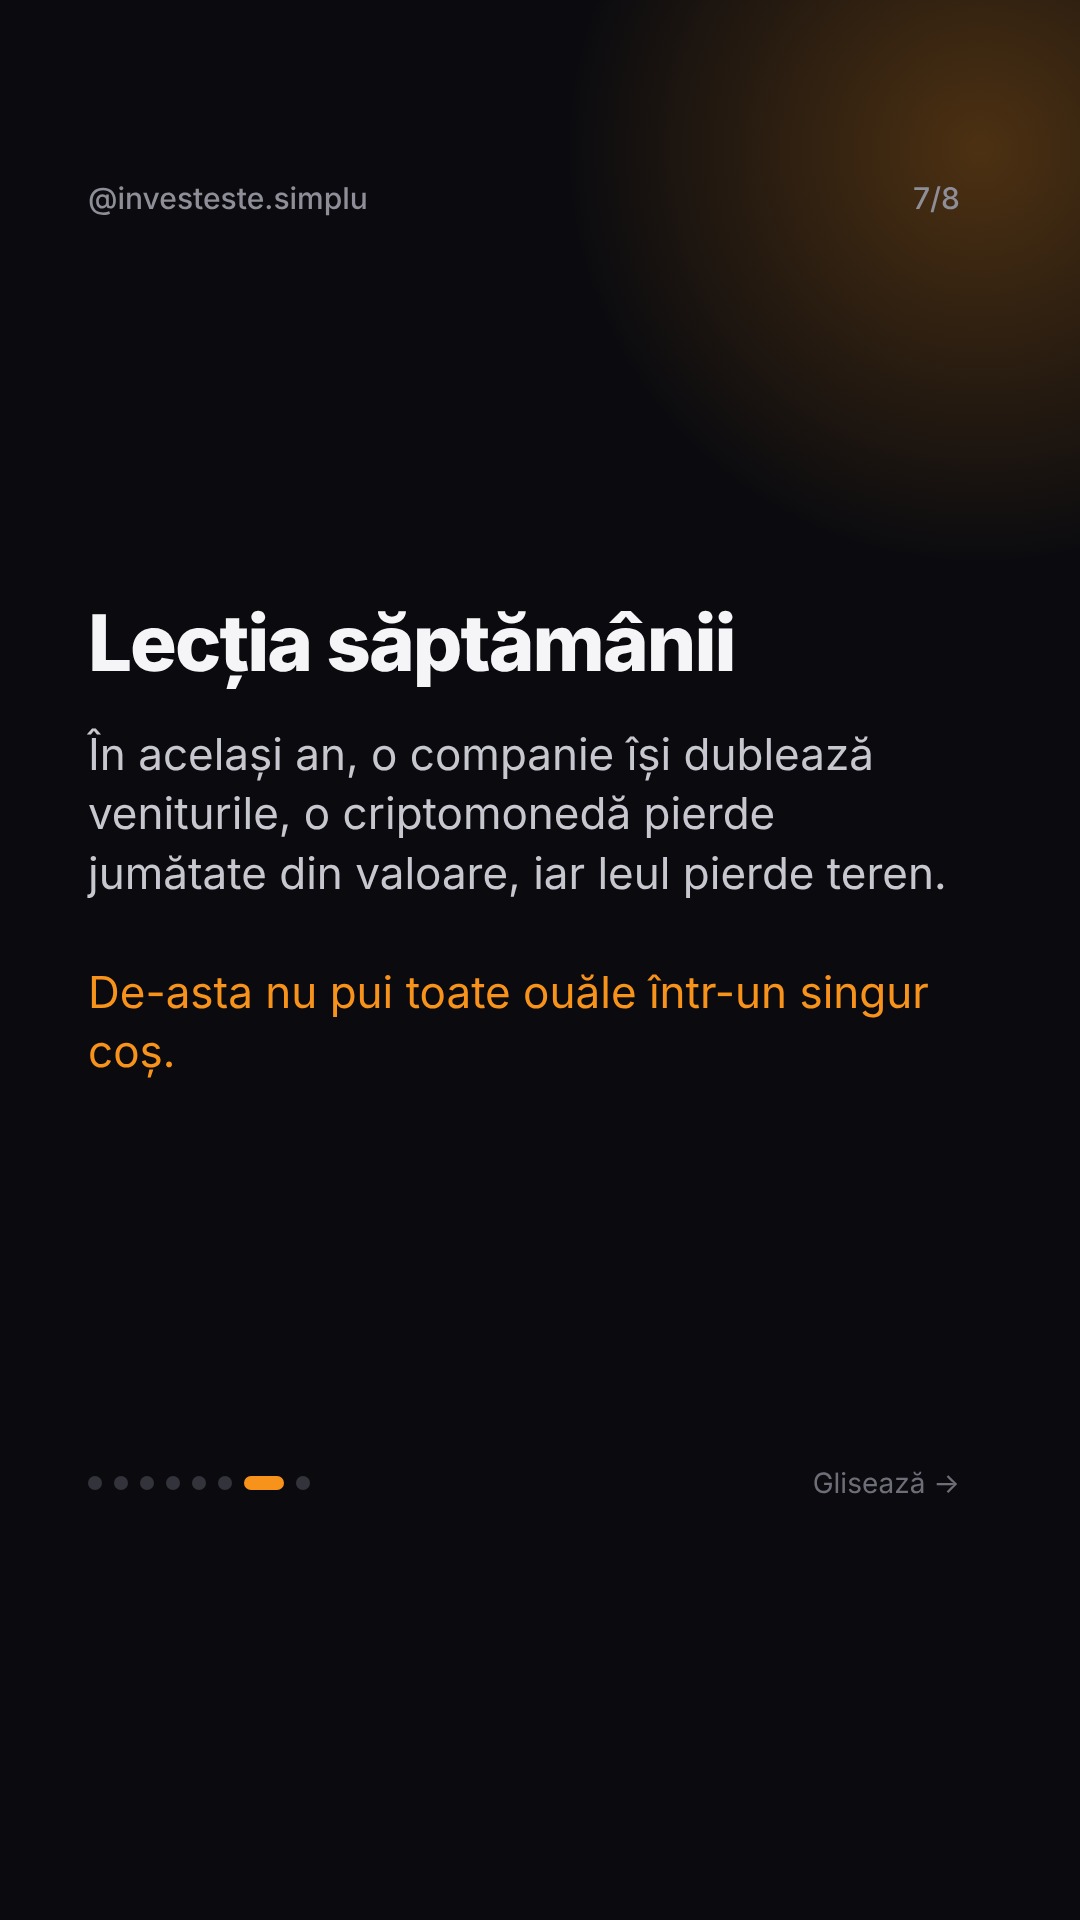 @investeste.simplu
7/8
Lecția săptămânii
În același an, o companie își dublează
veniturile, o criptomonedă pierde
jumătate din valoare, iar leul pierde teren.
De-asta nu pui toate ouăle într-un singur
coș.
Glisează →